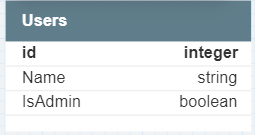 Users
id integer
Name string
IsAdmin boolean